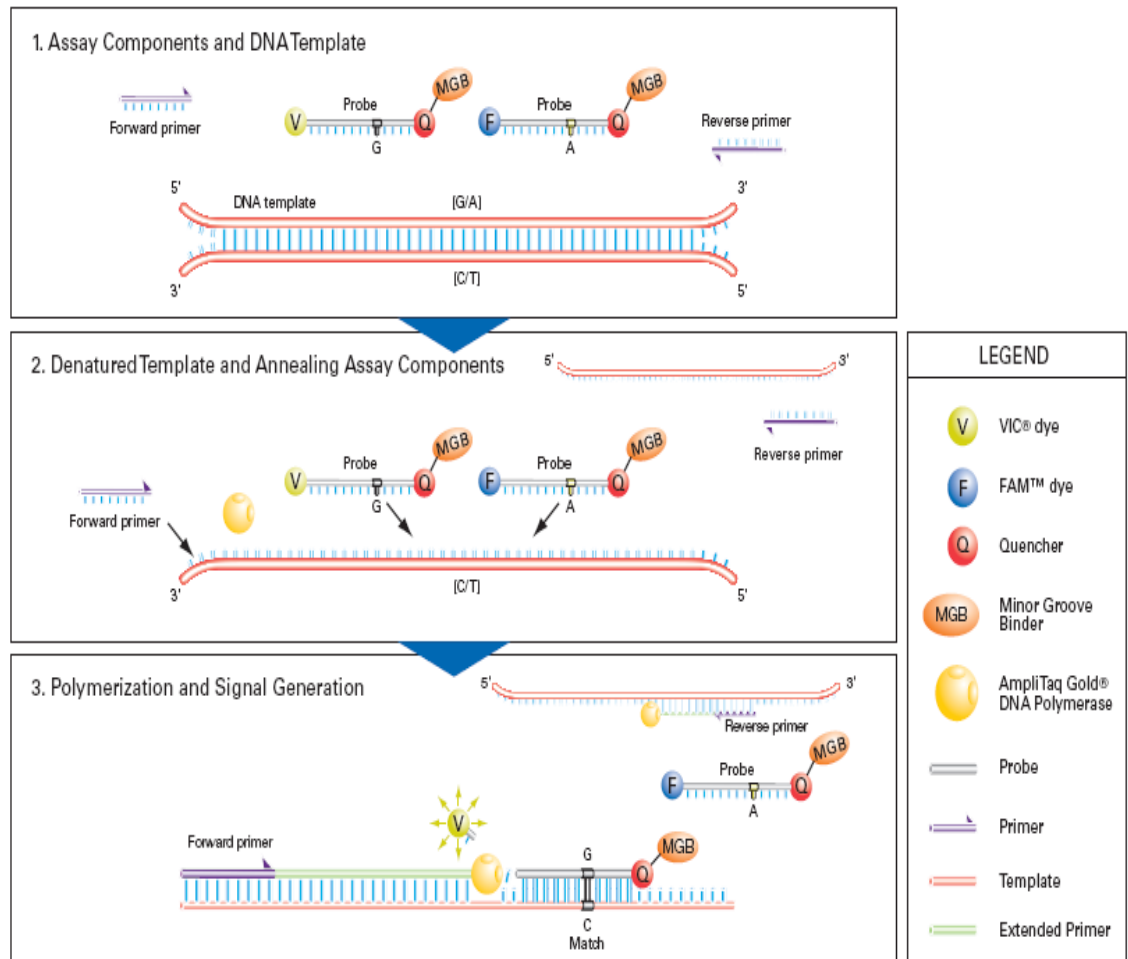 1. Assay Components and DNA Template
MGB
MGB
Probe
Probe
V
Q
F
Q
Forward primer
G
A
Reverse primer
5'
3'
DNA template
[G/A]
[C/T]
3'
5'
2. Denatured Template and Annealing Assay Components
5'
3'
MGB
MGB
Reverse primer
Probe
Probe
V
Q
F
Q
G
A
Forward primer
3'
[C/T]
5'
3. Polymerization and Signal Generation
5'
3'
Reverse primer
MGB
Probe
F
Q
A
V
Forward primer
G
MGB
Q
C
Match
LEGEND
V
VIC® dye
F
FAM™ dye
Q
Quencher
MGB
Minor Groove
Binder
AmpliTaq Gold®
DNA Polymerase
Probe
Primer
Template
Extended Primer